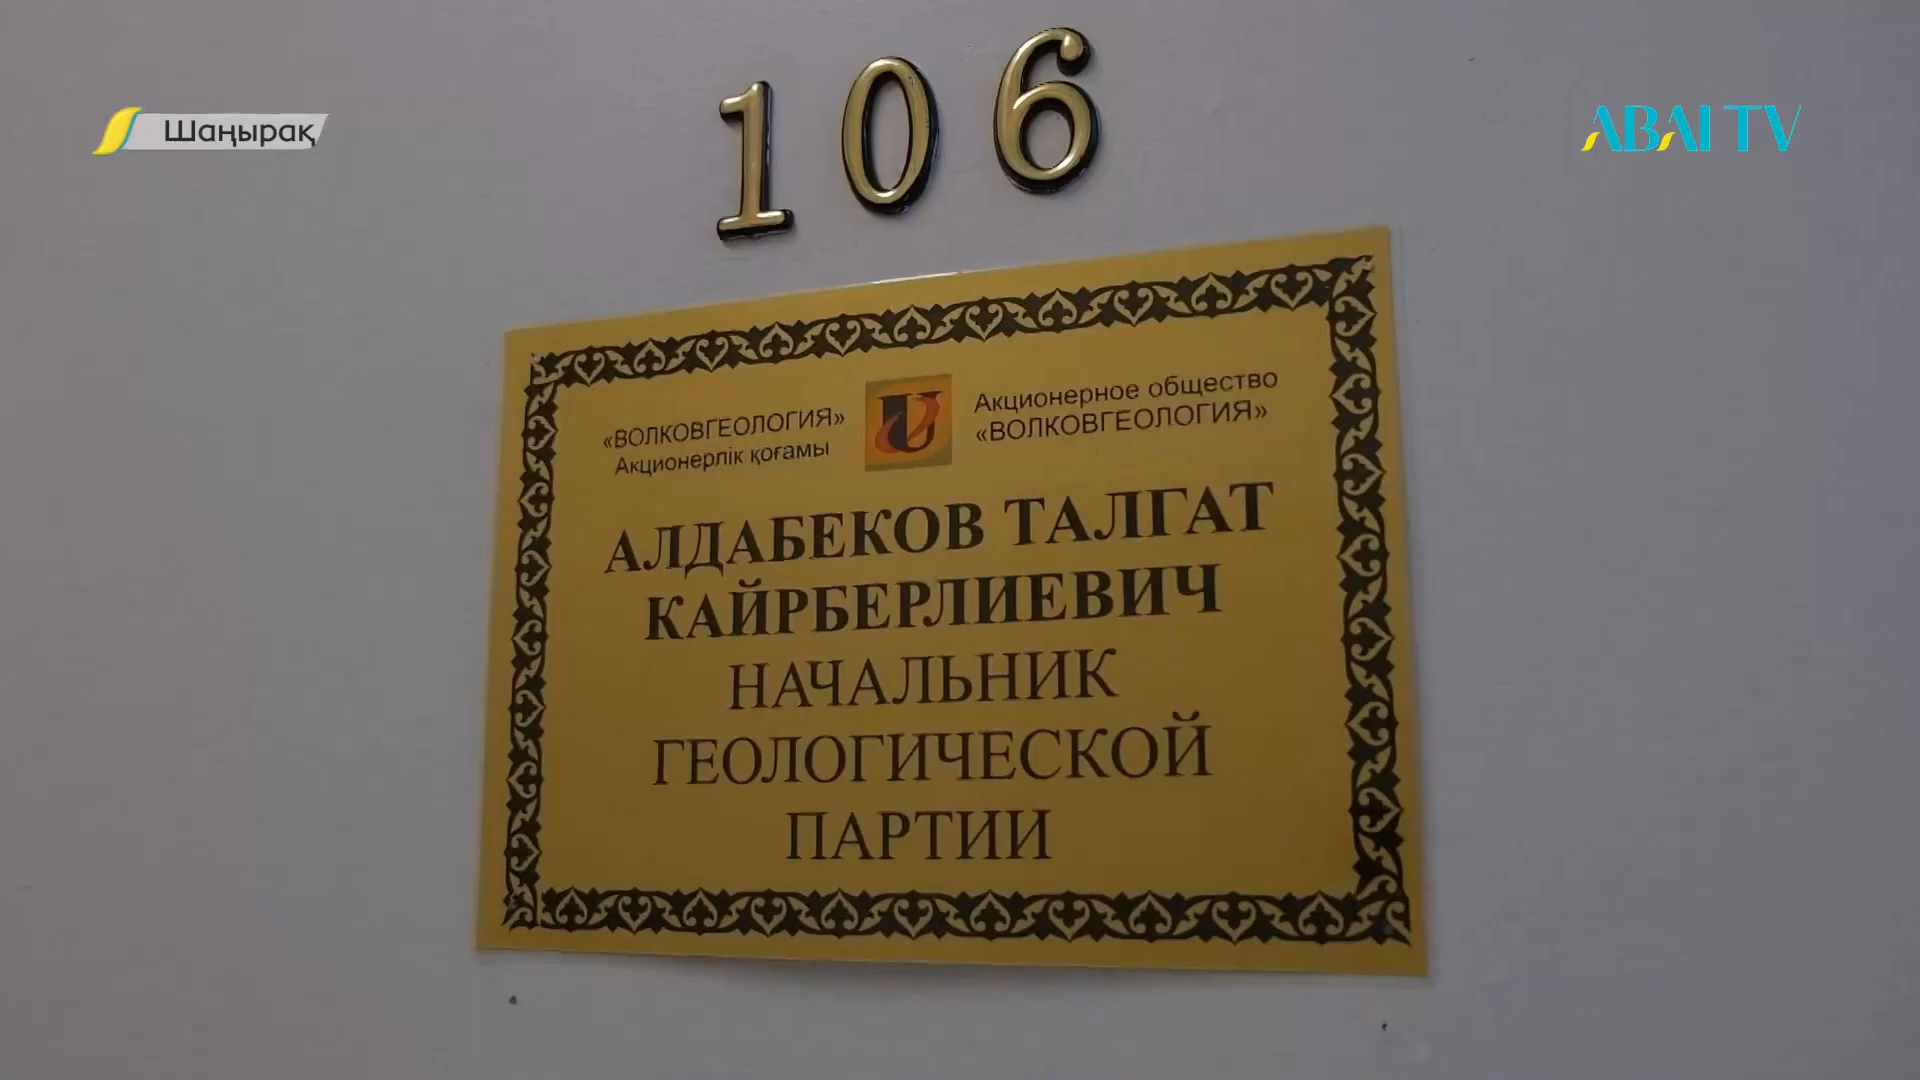 106
Шаңырақ
ABAI TV
«ВОЛКОВГЕОЛОГИЯ»
Акционерлік қоғамы
Акционерное общество
«ВОЛКОВГЕОЛОГИЯ»
АЛДАБЕКОВ ТАЛГАТ
КАЙРБЕРЛИЕВИЧ
НАЧАЛЬНИК
ГЕОЛОГИЧЕСКОЙ
ПАРТИИ